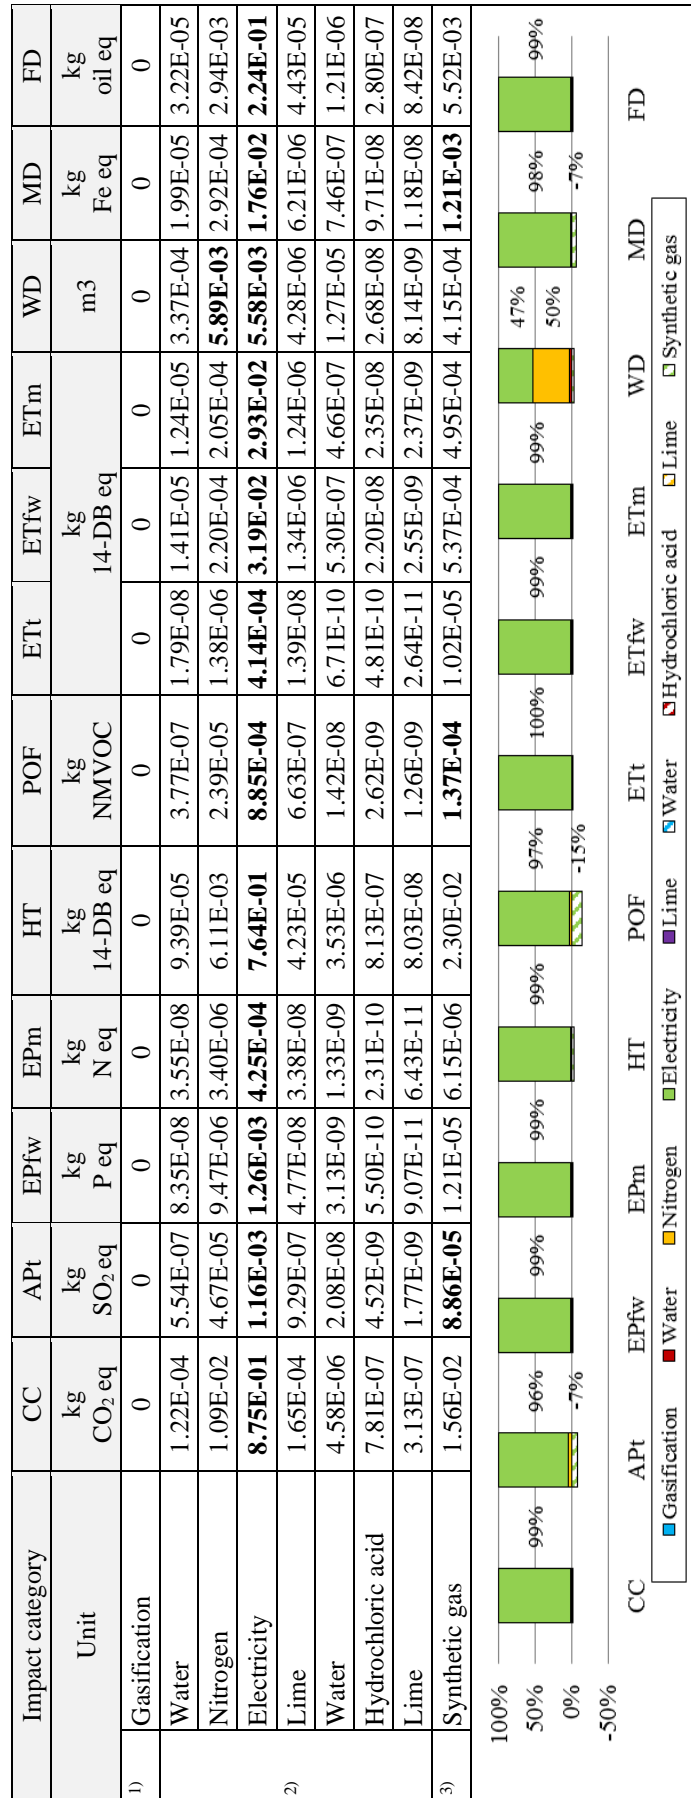 Impact category CC APt EPfw EPm HT POF ETt ETfw ETm WD MD FD
Unit kg CO₂ eq kg SO₂ eq kg P eq kg N eq kg 14-DB eq kg NMVOC kg 14-DB eq m3 kg Fe eq kg oil eq
1) Gasification 0 0 0 0 0 0 0 0 0 0 0 0
2) Water 1.22E-04 5.54E-07 8.35E-08 3.55E-08 9.39E-05 3.77E-07 1.79E-08 1.41E-05 1.24E-05 3.37E-04 1.99E-05 3.22E-05
Nitrogen 1.09E-02 4.67E-05 9.47E-06 3.40E-06 6.11E-03 2.39E-05 1.38E-06 2.20E-04 2.05E-04 5.89E-03 2.92E-04 2.94E-03
Electricity 8.75E-01 1.16E-03 1.26E-03 4.25E-04 7.64E-01 8.85E-04 4.14E-04 3.19E-02 2.93E-02 5.58E-03 1.76E-02 2.24E-01
Lime 1.65E-04 9.29E-07 4.77E-08 3.38E-08 4.23E-05 6.63E-07 1.39E-08 1.34E-06 1.24E-06 4.28E-06 6.21E-06 4.43E-05
Water 4.58E-06 2.08E-08 3.13E-09 1.33E-09 3.53E-06 1.42E-08 6.71E-10 5.30E-07 4.66E-07 1.27E-05 7.46E-07 1.21E-06
Hydrochloric acid 7.81E-07 4.52E-09 5.50E-10 2.31E-10 8.13E-07 2.62E-09 4.81E-10 2.20E-08 2.35E-08 2.68E-08 9.71E-08 2.80E-07
Lime 3.13E-07 1.77E-09 9.07E-11 6.43E-11 8.03E-08 1.26E-09 2.64E-11 2.55E-09 2.37E-09 8.14E-09 1.18E-08 8.42E-08
3) Synthetic gas 1.56E-02 8.86E-05 1.21E-05 6.15E-06 2.30E-02 1.37E-04 1.02E-05 5.37E-04 4.95E-04 4.15E-04 1.21E-03 5.52E-03
100%
50%
0%
-50%
99% 96% 99% 99% 99% 97% 100% 99% 99% 47% 98% 99%
-7% -15% 50% -7%
CC APt EPfw EPm HT POF ETt ETfw ETm WD MD FD
Gasification Water Nitrogen Electricity Lime Water Hydrochloric acid Lime Synthetic gas